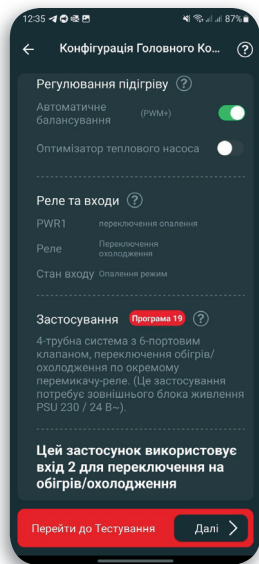 12:35
87%
Конфігурація Головного Ко...
?
Регулювання підігріву ?
Автоматичне
балансування
(PWM+)
Оптимізатор теплового насоса
Реле та входи ?
PWR1 переключення опалення
Реле Переключення
охолодження
Стан входу Опалення режим
Застосування Програма 19 ?
4-трубна система з 6-портовим
клапаном, переключення обігрів/
охолодження по окремому
перемикачу-реле. (Це застосування
потребує зовнішнього блока живлення
PSU 230 / 24 В~).
Цей застосунок використовує
вхід 2 для переключення на
обігрів/охолодження
Перейти до Тестування Далі